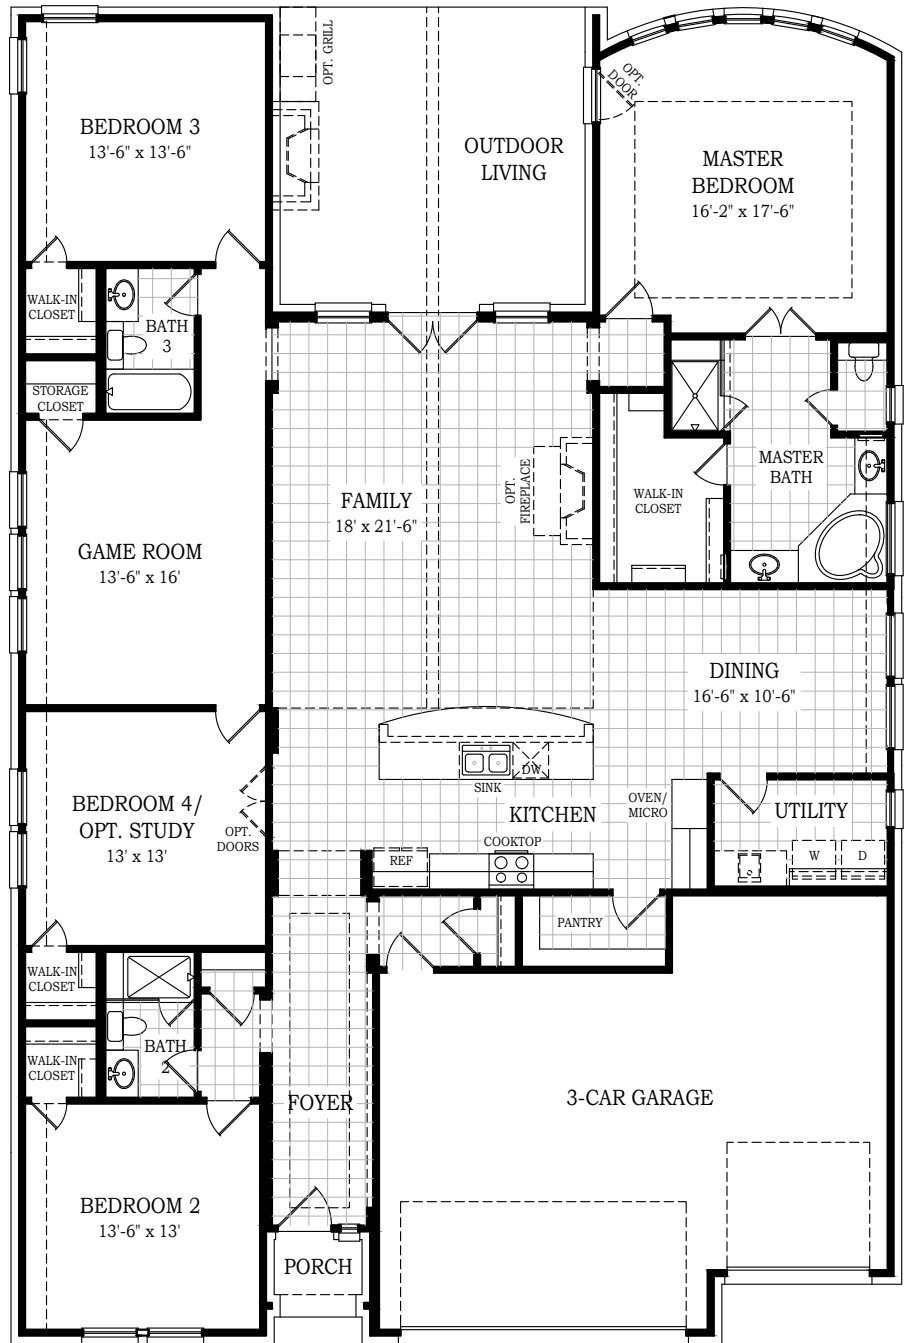 OPT. GRILL
OPT.
DOOR
BEDROOM 3
13'-6" x 13'-6"
OUTDOOR
LIVING
MASTER
BEDROOM
16'-2" x 17'-6"
WALK-IN
CLOSET
BATH
3
STORAGE
CLOSET
FAMILY
18' x 21'-6"
OPT.
FIREPLACE
WALK-IN
CLOSET
MASTER
BATH
GAME ROOM
13'-6" x 16'
DINING
16'-6" x 10'-6"
BEDROOM 4/
OPT. STUDY
13' x 13'
OPT.
DOORS
SINK
DW
KITCHEN
OVEN/
MICRO
UTILITY
COOKTOP
REF
W
D
PANTRY
WALK-IN
CLOSET
BATH
2
WALK-IN
CLOSET
FOYER
3-CAR GARAGE
BEDROOM 2
13'-6" x 13'
PORCH